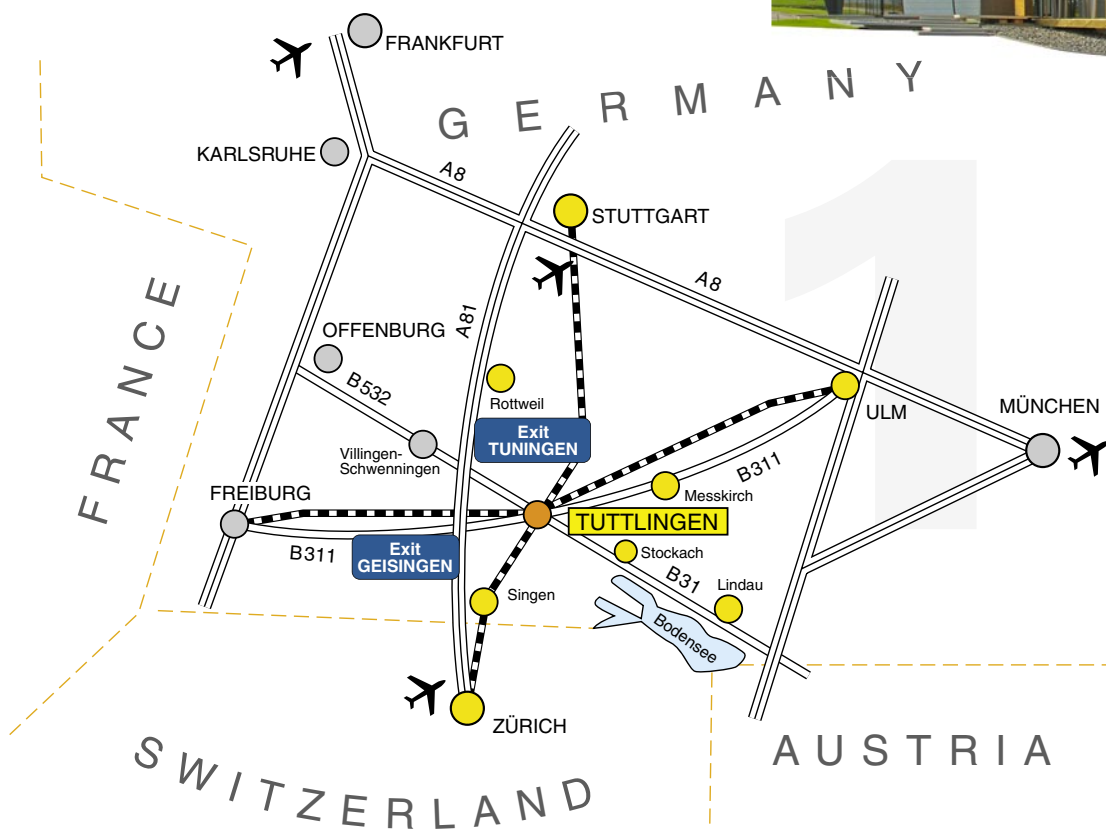 FRANKFURT
GERMANY
KARLSRUHE
A8
STUTTGART
A8
FRANCE
A81
OFFENBURG
B532
Rottweil
ULM
MÜNCHEN
Exit
TUNINGEN
Villingen-
Schwenningen
B311
Messkirch
FREIBURG
TUTTLINGEN
B311
Exit
GEISINGEN
Stockach
B31
Lindau
Singen
Bodensee
ZÜRICH
SWITZERLAND
AUSTRIA
1